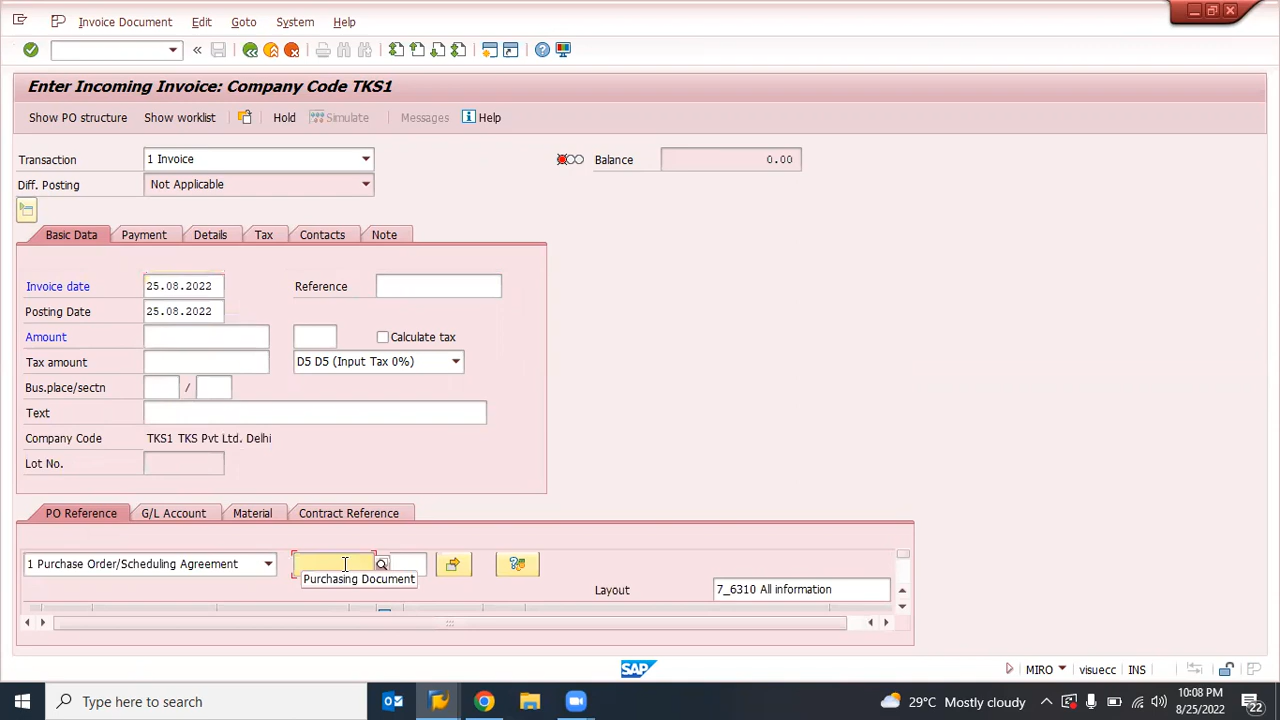 Invoice Document Edit Goto System Help
Enter Incoming Invoice: Company Code TKS1
Show PO structure Show worklist Hold Simulate Messages Help
Transaction 1 Invoice Balance 0.00
Diff. Posting Not Applicable
Basic Data Payment Details Tax Contacts Note
Invoice date 25.08.2022 Reference
Posting Date 25.08.2022
Amount Calculate tax
Tax amount D5 D5 (Input Tax 0%)
Bus.place/sectn /
Text
Company Code TKS1 TKS Pvt Ltd. Delhi
Lot No.
PO Reference G/L Account Material Contract Reference
1 Purchase Order/Scheduling Agreement
Purchasing Document
Layout 7_6310 All information
SAP MIRO visuecc INS
Type here to search 29°C Mostly cloudy 10:08 PM
8/25/2022 22